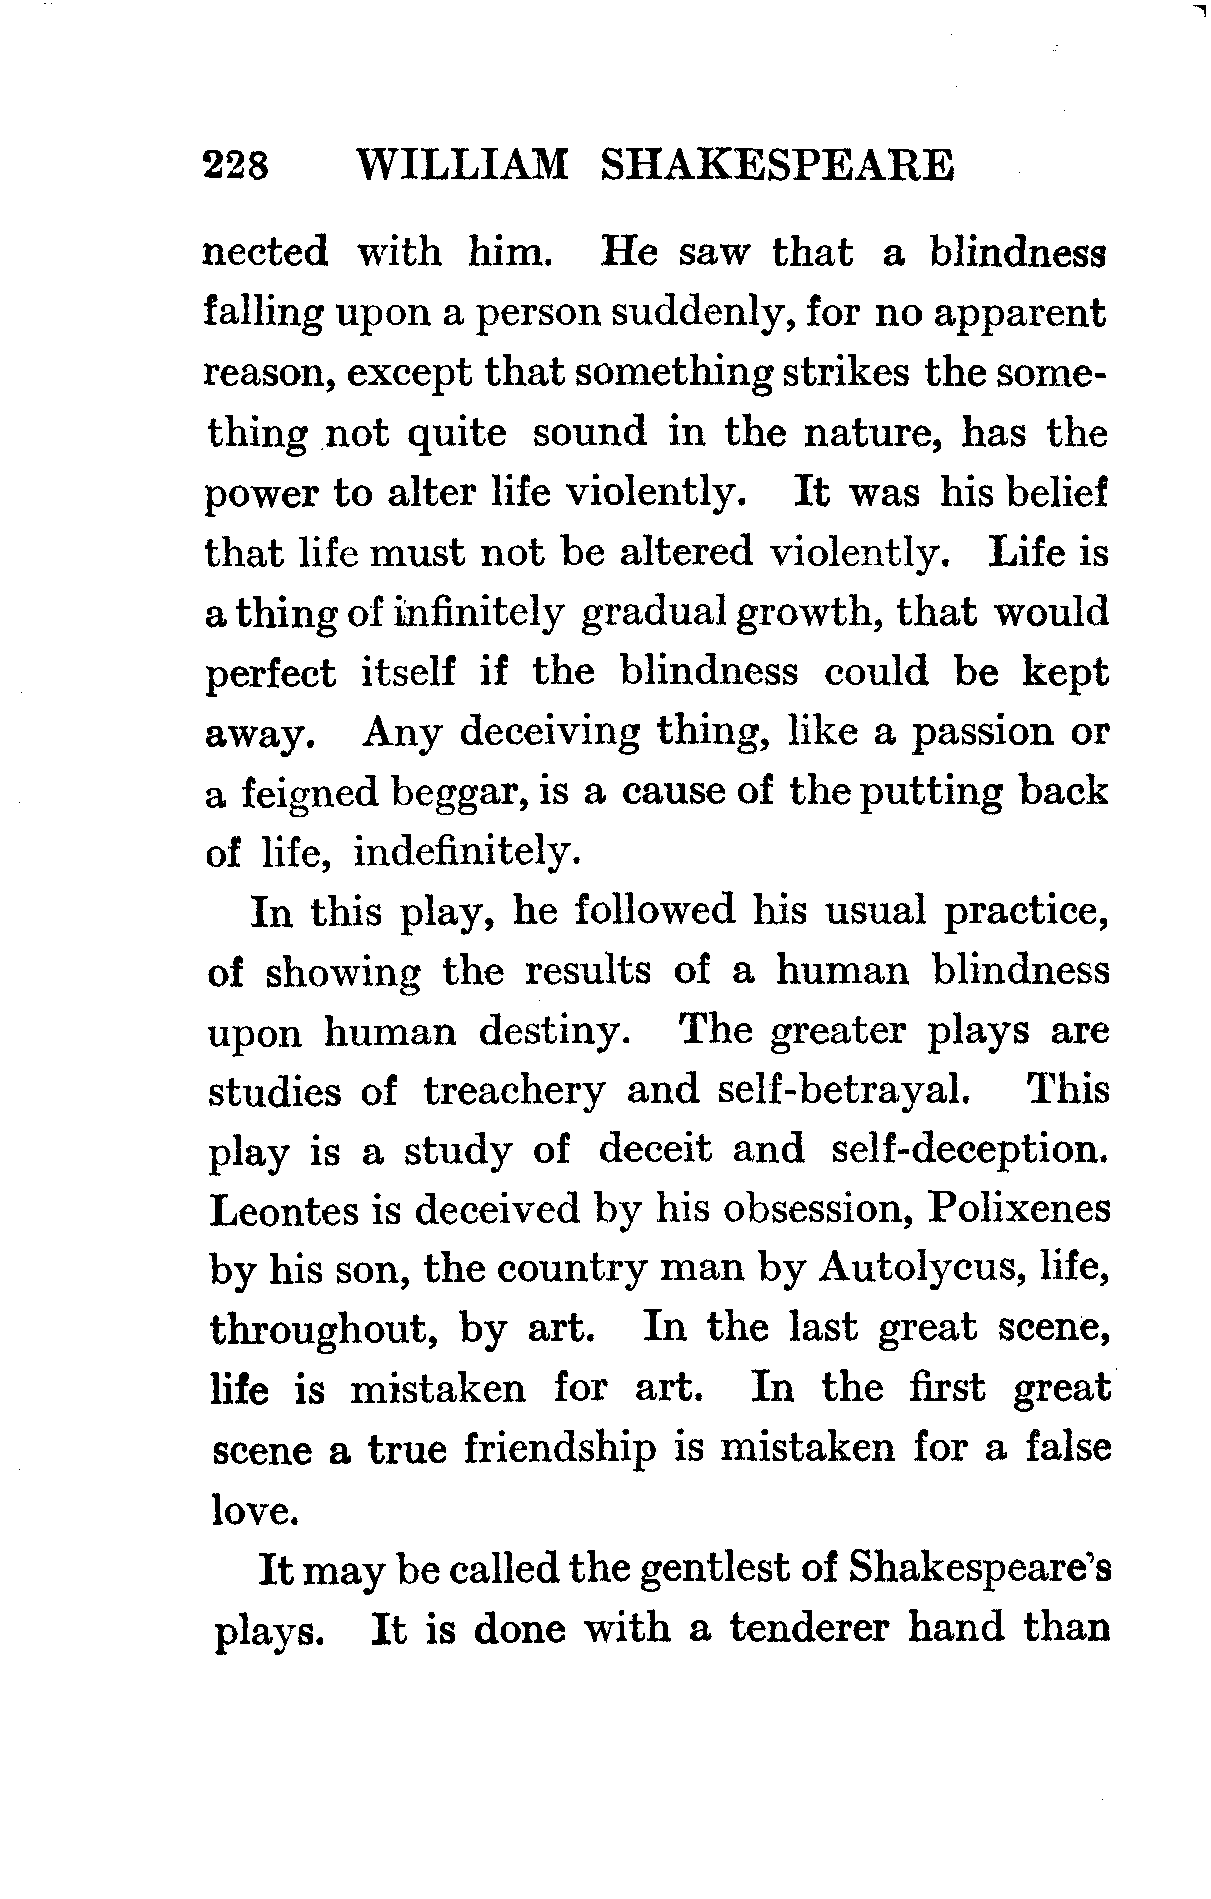 228 WILLIAM SHAKESPEARE
nected with him. He saw that a blindness
falling upon a person suddenly, for no apparent
reason, except that something strikes the some-
thing not quite sound in the nature, has the
power to alter life violently. It was his belief
that life must not be altered violently. Life is
a thing of infinitely gradual growth, that would
perfect itself if the blindness could be kept
away. Any deceiving thing, like a passion or
a feigned beggar, is a cause of the putting back
of life, indefinitely.
In this play, he followed his usual practice,
of showing the results of a human blindness
upon human destiny. The greater plays are
studies of treachery and self-betrayal. This
play is a study of deceit and self-deception.
Leontes is deceived by his obsession, Polixenes
by his son, the country man by Autolycus, life,
throughout, by art. In the last great scene,
life is mistaken for art. In the first great
scene a true friendship is mistaken for a false
love.
It may be called the gentlest of Shakespeare's
plays. It is done with a tenderer hand than